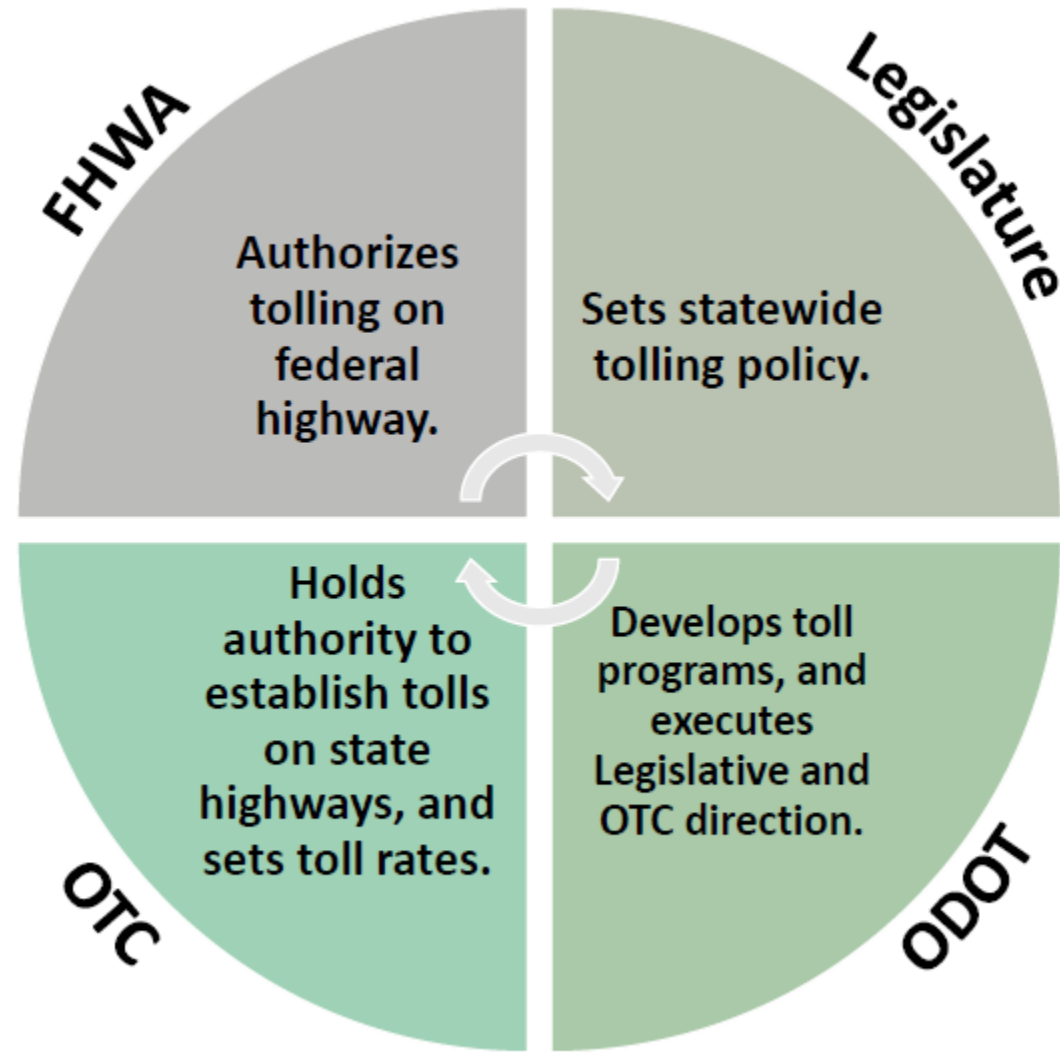 FHWA
Authorizes
tolling on
federal
highway.
Legislature
Sets statewide
tolling policy.
OTC
Holds
authority to
establish tolls
on state
highways, and
sets toll rates.
ODOT
Develops toll
programs, and
executes
Legislative and
OTC direction.